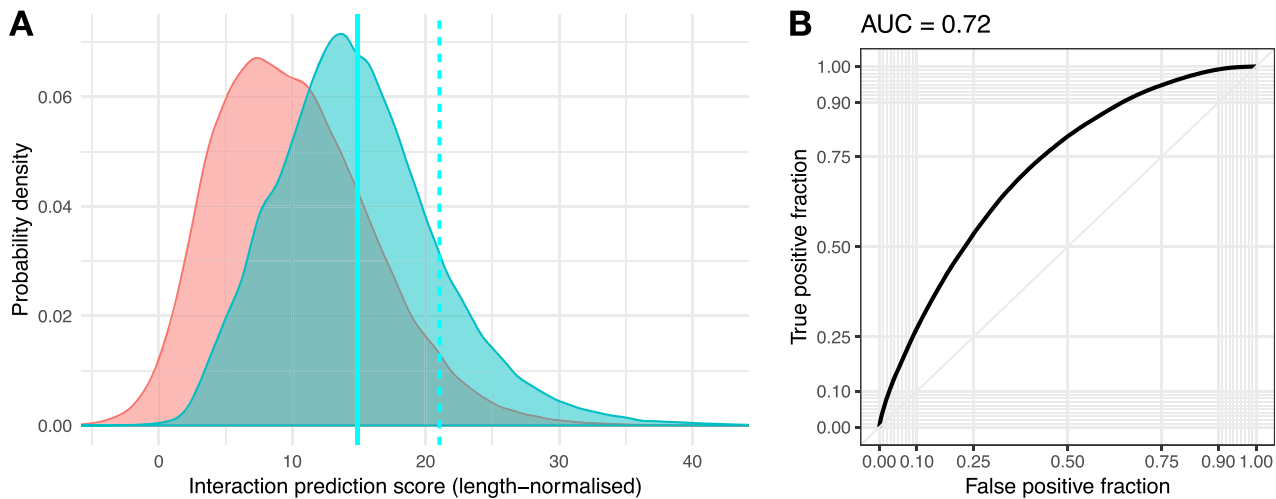 A
Probability density
0.06
0.04
0.02
0.00
0 10 20 30 40
Interaction prediction score (length−normalised)
B
AUC = 0.72
True positive fraction
1.00
0.90
0.75
0.50
0.25
0.10
0.00
0.00 0.10 0.25 0.50 0.75 0.90 1.00
False positive fraction